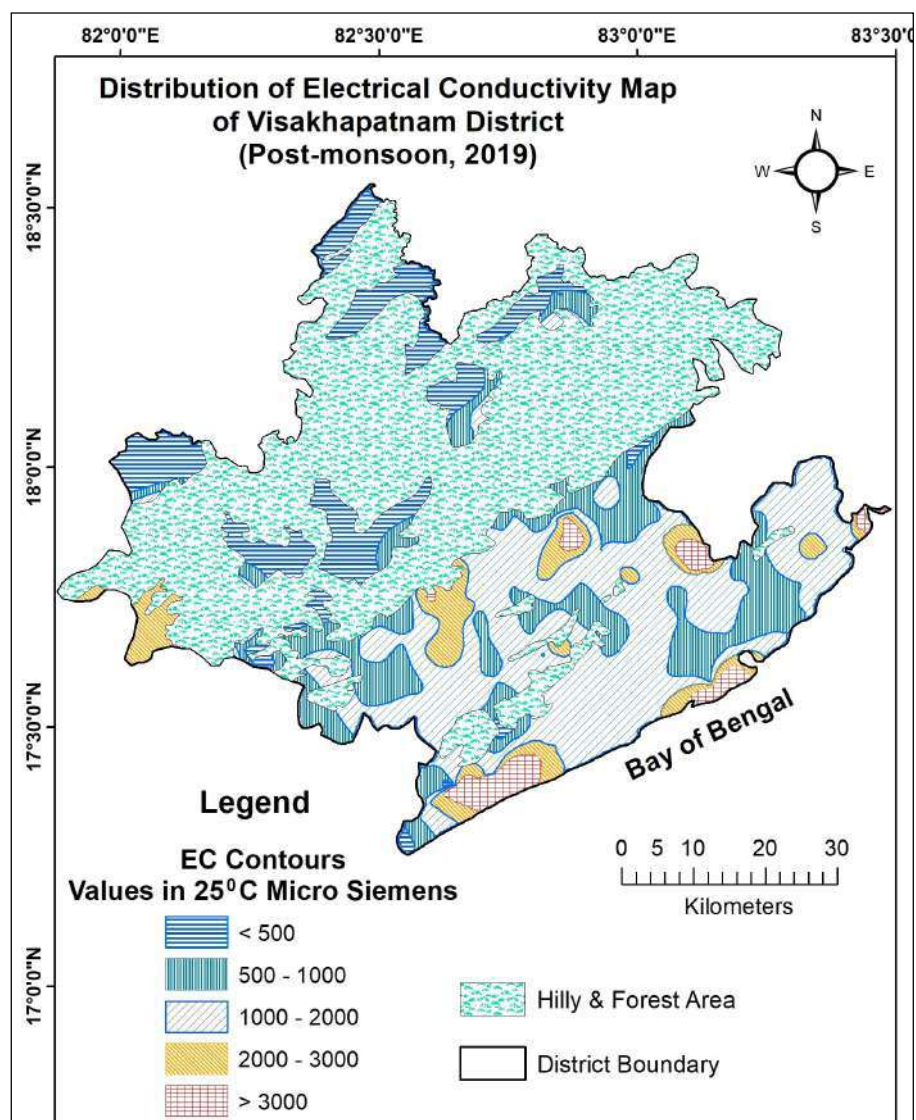 82°0'0"E 82°30'0"E 83°0'0"E 83°30'0
Distribution of Electrical Conductivity Map
of Visakhapatnam District
(Post-monsoon, 2019)
N
W E
S
18°30'0"N
18°0'0"N
17°30'0"N
17°0'0"N
Bay of Bengal
Legend
EC Contours
Values in 25⁰C Micro Siemens
< 500
500 - 1000
1000 - 2000
2000 - 3000
> 3000
0 5 10 20 30
Kilometers
Hilly & Forest Area
District Boundary